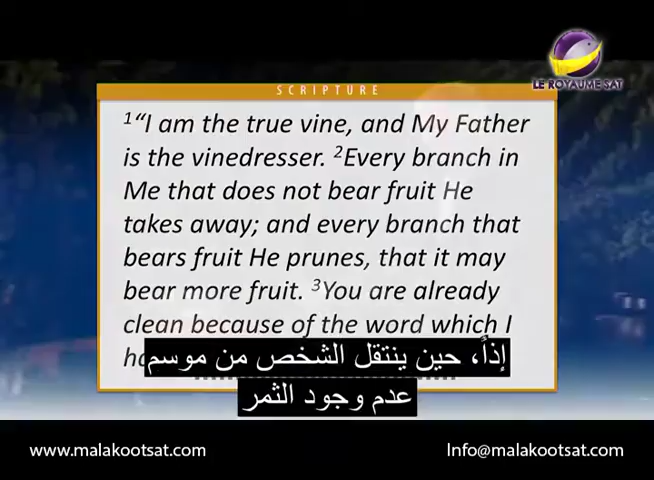 LE ROYAUME SAT
SCRIPTURE
1“I am the true vine, and My Father
is the vinedresser. 2Every branch in
Me that does not bear fruit He
takes away; and every branch that
bears fruit He prunes, that it may
bear more fruit. 3You are already
clean because of the word which I
إذاً، حين ينتقل الشخص من موسم
عدم وجود الثمر
www.malakootsat.com
Info@malakootsat.com